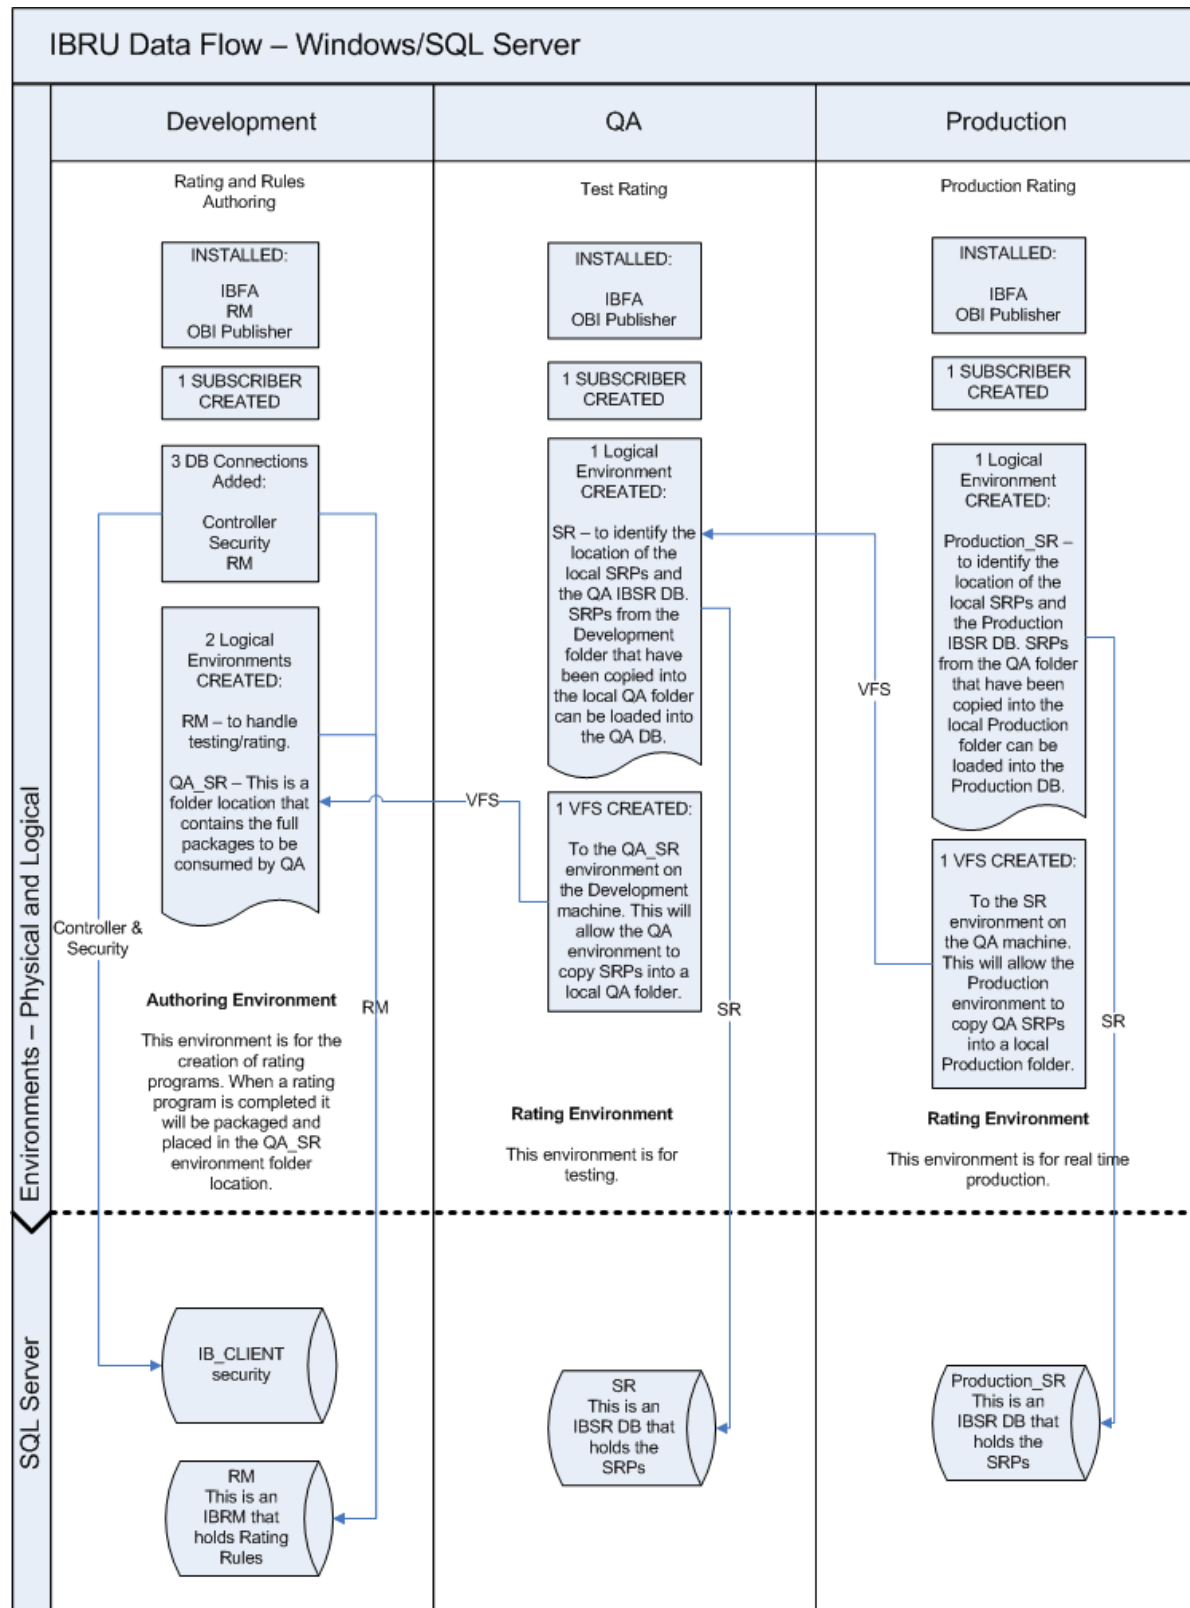 IBRU Data Flow – Windows/SQL Server
Environments – Physical and Logical
SQL Server
Development
Rating and Rules
Authoring
INSTALLED:
IBFA
RM
OBI Publisher
1 SUBSCRIBER
CREATED
3 DB Connections
Added:
Controller
Security
RM
2 Logical
Environments
CREATED:
RM – to handle
testing/rating.
QA_SR – This is a
folder location that
contains the full
packages to be
consumed by QA
Controller &
Security
RM
Authoring Environment
This environment is for the
creation of rating
programs. When a rating
program is completed it
will be packaged and
placed in the QA_SR
environment folder
location.
IB_CLIENT
security
RM
This is an
IBRM that
holds Rating
Rules
QA
Test Rating
INSTALLED:
IBFA
OBI Publisher
1 SUBSCRIBER
CREATED
1 Logical
Environment
CREATED:
SR – to identify the
location of the
local SRPs and
the QA IBSR DB.
SRPs from the
Development
folder that have
been copied into
the local QA folder
can be loaded into
the QA DB.
VFS
1 VFS CREATED:
To the QA_SR
environment on
the Development
machine. This will
allow the QA
environment to
copy SRPs into a
local QA folder.
SR
Rating Environment
This environment is for
testing.
SR
This is an
IBSR DB that
holds the
SRPs
Production
Production Rating
INSTALLED:
IBFA
OBI Publisher
1 SUBSCRIBER
CREATED
1 Logical
Environment
CREATED:
Production_SR –
to identify the
location of the
local SRPs and
the Production
IBSR DB. SRPs
from the QA folder
that have been
copied into the
local Production
folder can be
loaded into the
Production DB.
VFS
1 VFS CREATED:
To the SR
environment on
the QA machine.
This will allow the
Production
environment to
copy QA SRPs
into a local
Production folder.
SR
Rating Environment
This environment is for real time
production.
Production_SR
This is an
IBSR DB that
holds the
SRPs